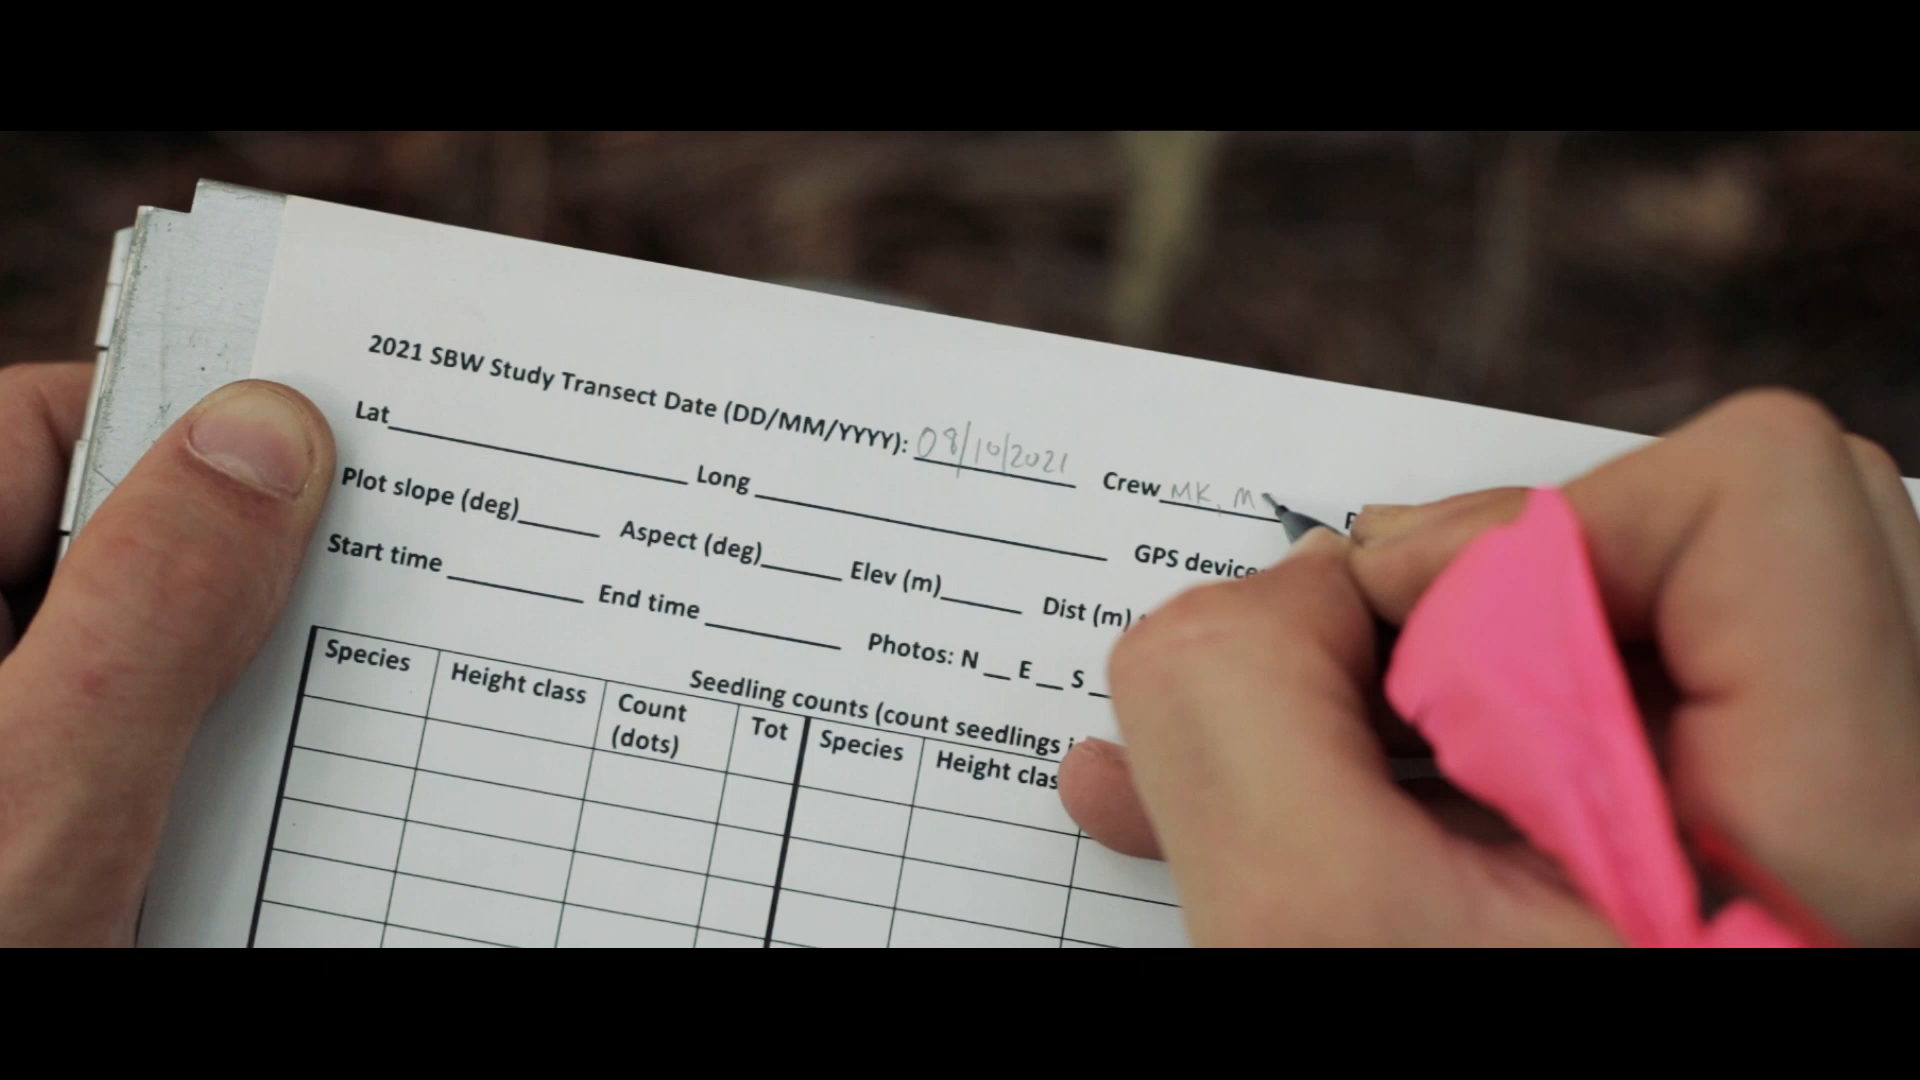 2021 SBW Study Transect Date (DD/MM/YYYY): 08/10/2021 Crew MK, M
Lat Long GPS device
Plot slope (deg) Aspect (deg) Elev (m) Dist (m)
Start time End time Photos: N E S
Seedling counts (count seedlings
Species Height class Count (dots) Tot Species Height clas